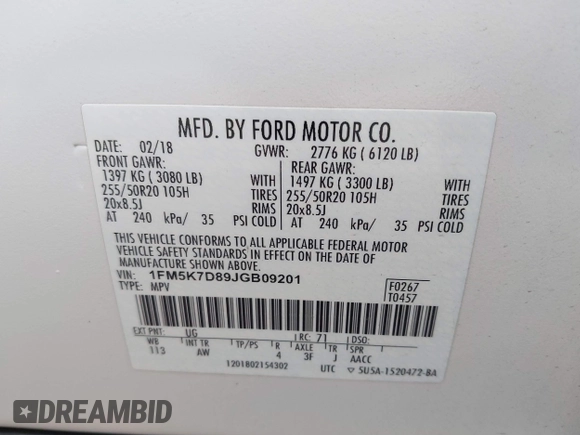 MFD. BY FORD MOTOR CO.
DATE: 02/18 GVWR: 2776 KG ( 6120 LB)
FRONT GAWR: REAR GAWR:
1397 KG ( 3080 LB) WITH 1497 KG ( 3300 LB) WITH
255/50R20 105H TIRES 255/50R20 105H TIRES
20x8.5J RIMS 20x8.5J RIMS
AT 240 kPa/ 35 PSI COLD AT 240 kPa/ 35 PSI COLD
THIS VEHICLE CONFORMS TO ALL APPLICABLE FEDERAL MOTOR
VEHICLE SAFETY STANDARDS IN EFFECT ON THE DATE OF
MANUFACTURE SHOWN ABOVE.
VIN: 1FM5K7D89JGB09201 F0267
TYPE: MPV T0457
EXT PNT: UG RC: 71 DSO:
WB INT TR TP/PS R AXLE TR SPR
113 AW 4 3F J AACC
1201802154302 UTC ▽ 5U5A-1520472-BA
DREAMBID